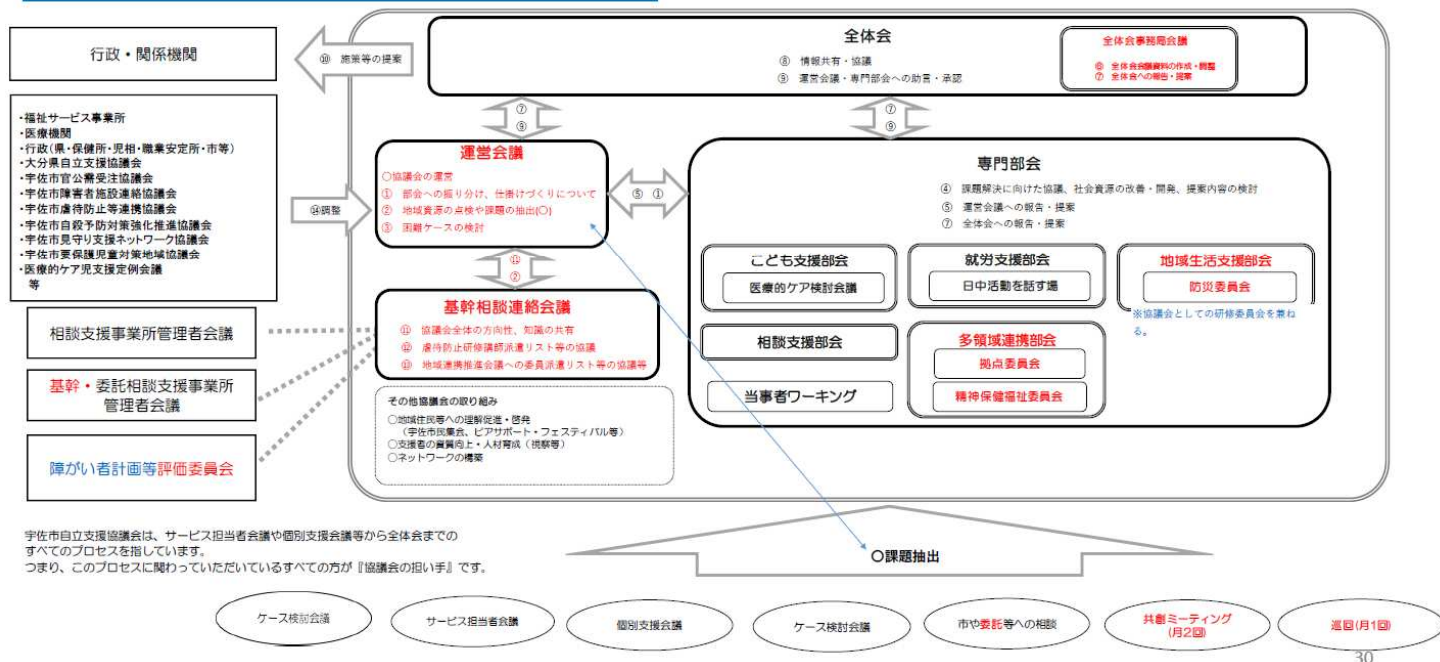 行政・関係機関
⑩ 施策等の提案
全体会
⑧ 情報共有・協議
⑨ 運営会議・専門部会への助言・承認
全体会事務局会議
⑥ 全体会会議資料の作成・調整
⑦ 全体会への報告・提案
・福祉サービス事業所
・医療機関
・行政(県・保健所・児相・職業安定所・市等)
・大分県自立支援協議会
・宇佐市官公需受注協議会
・宇佐市障害者施設連絡協議会
・宇佐市虐待防止等連携協議会
・宇佐市自殺予防対策強化推進協議会
・宇佐市見守り支援ネットワーク協議会
・宇佐市要保護児童対策地域協議会
・医療的ケア児支援定例会議
等
⑭調整
⑦
⑨
⑦
⑨
運営会議
〇協議会の運営
① 部会への振り分け、仕掛けづくりについて
② 地域資源の点検や課題の抽出(〇)
③ 困難ケースの検討
⑤ ①
専門部会
④ 課題解決に向けた協議、社会資源の改善・開発、提案内容の検討
⑤ 運営会議への報告・提案
⑦ 全体会への報告・提案
⑪
②
こども支援部会
医療的ケア検討会議
就労支援部会
日中活動を話す場
地域生活支援部会
防災委員会
※協議会としての研修委員会を兼ね
る。
相談支援部会
多領域連携部会
拠点委員会
精神保健福祉委員会
当事者ワーキング
基幹相談連絡会議
⑪ 協議会全体の方向性、知識の共有
⑫ 虐待防止研修講師派遣リスト等の協議
⑬ 地域連携推進会議への委員派遣リスト等の協議等
相談支援事業所管理者会議
基幹・委託相談支援事業所
管理者会議
障がい者計画等評価委員会
その他協議会の取り組み
〇地域住民等への理解促進・啓発
（宇佐市民集会、ピアサポート・フェスティバル等）
〇支援者の資質向上・人材育成（視察等）
〇ネットワークの構築
宇佐市自立支援協議会は、サービス担当者会議や個別支援会議等から全体会までの
すべてのプロセスを指しています。
つまり、このプロセスに関わっていただいているすべての方が『協議会の担い手』です。
〇課題抽出
ケース検討会議
サービス担当者会議
個別支援会議
ケース検討会議
市や委託等への相談
共創ミーティング
(月2回)
巡回(月1回)
30